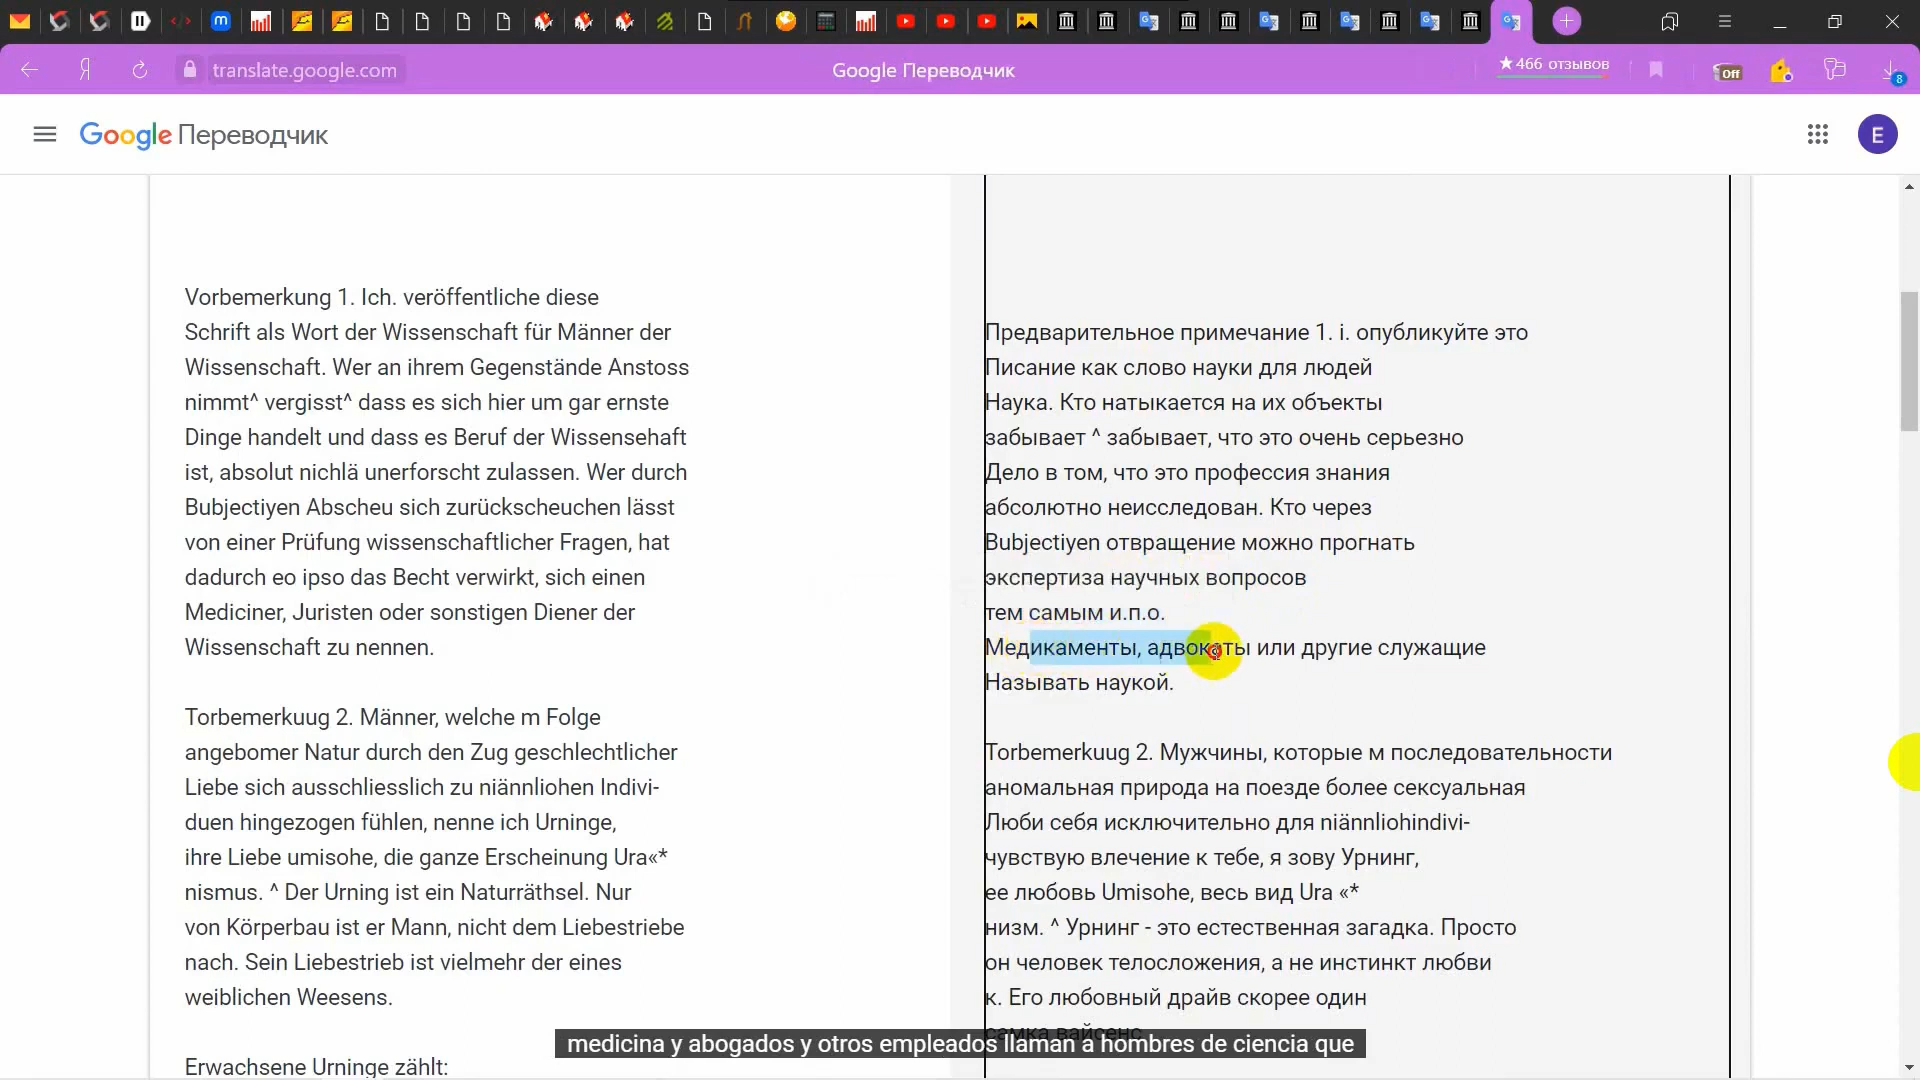 translate.google.com
Google Переводчик
★466 отзывов
Off
8
Google Переводчик
E
Vorbemerkung 1. Ich. veröffentliche diese
Schrift als Wort der Wissenschaft für Männer der
Wissenschaft. Wer an ihrem Gegenstände Anstoss
nimmt^ vergisst^ dass es sich hier um gar ernste
Dinge handelt und dass es Beruf der Wissensehaft
ist, absolut nichlä unerforscht zulassen. Wer durch
Bubjectiyen Abscheu sich zurückscheuchen lässt
von einer Prüfung wissenschaftlicher Fragen, hat
dadurch eo ipso das Becht verwirkt, sich einen
Mediciner, Juristen oder sonstigen Diener der
Wissenschaft zu nennen.
Torbemerkuug 2. Männer, welche m Folge
angebomer Natur durch den Zug geschlechtlicher
Liebe sich ausschliesslich zu niännliohen Indivi-
duen hingezogen fühlen, nenne ich Urninge,
ihre Liebe umisohe, die ganze Erscheinung Ura«*
nismus. ^ Der Urning ist ein Naturräthsel. Nur
von Körperbau ist er Mann, nicht dem Liebestriebe
nach. Sein Liebestrieb ist vielmehr der eines
weiblichen Weesens.
Erwachsene Urninge zählt:
Предварительное примечание 1. i. опубликуйте это
Писание как слово науки для людей
Наука. Кто натыкается на их объекты
забывает ^ забывает, что это очень серьезно
Дело в том, что это профессия знания
абсолютно неисследован. Кто через
Bubjectiyen отвращение можно прогнать
экспертиза научных вопросов
тем самым и.п.о.
Медикаменты, адвокаты или другие служащие
Называть наукой.
Torbemerkuug 2. Мужчины, которые м последовательности
аномальная природа на поезде более сексуальная
Люби себя исключительно для niännliohindivi-
чувствую влечение к тебе, я зову Урнинг,
ее любовь Umisohe, весь вид Ura «*
низм. ^ Урнинг - это естественная загадка. Просто
он человек телосложения, а не инстинкт любви
к. Его любовный драйв скорее один
самка вайсенс.
medicina y abogados y otros empleados llaman a hombres de ciencia que